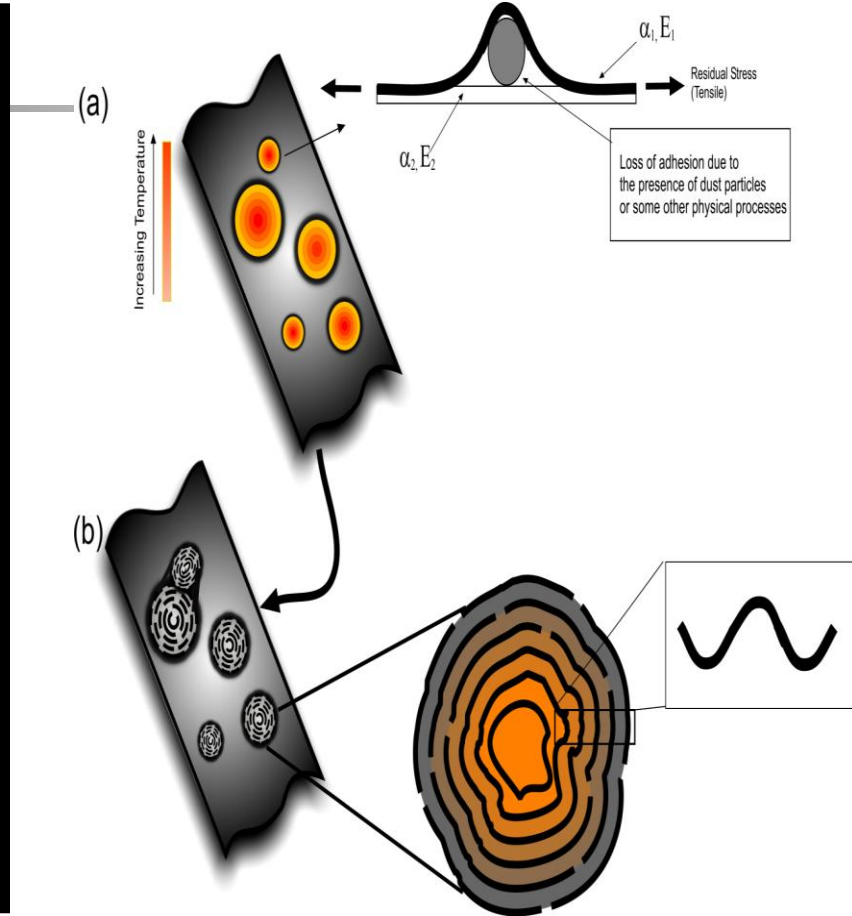 (a)
Increasing Temperature
α₁, E₁
α₂, E₂
Residual Stress
(Tensile)
Loss of adhesion due to
the presence of dust particles
or some other physical processes
(b)